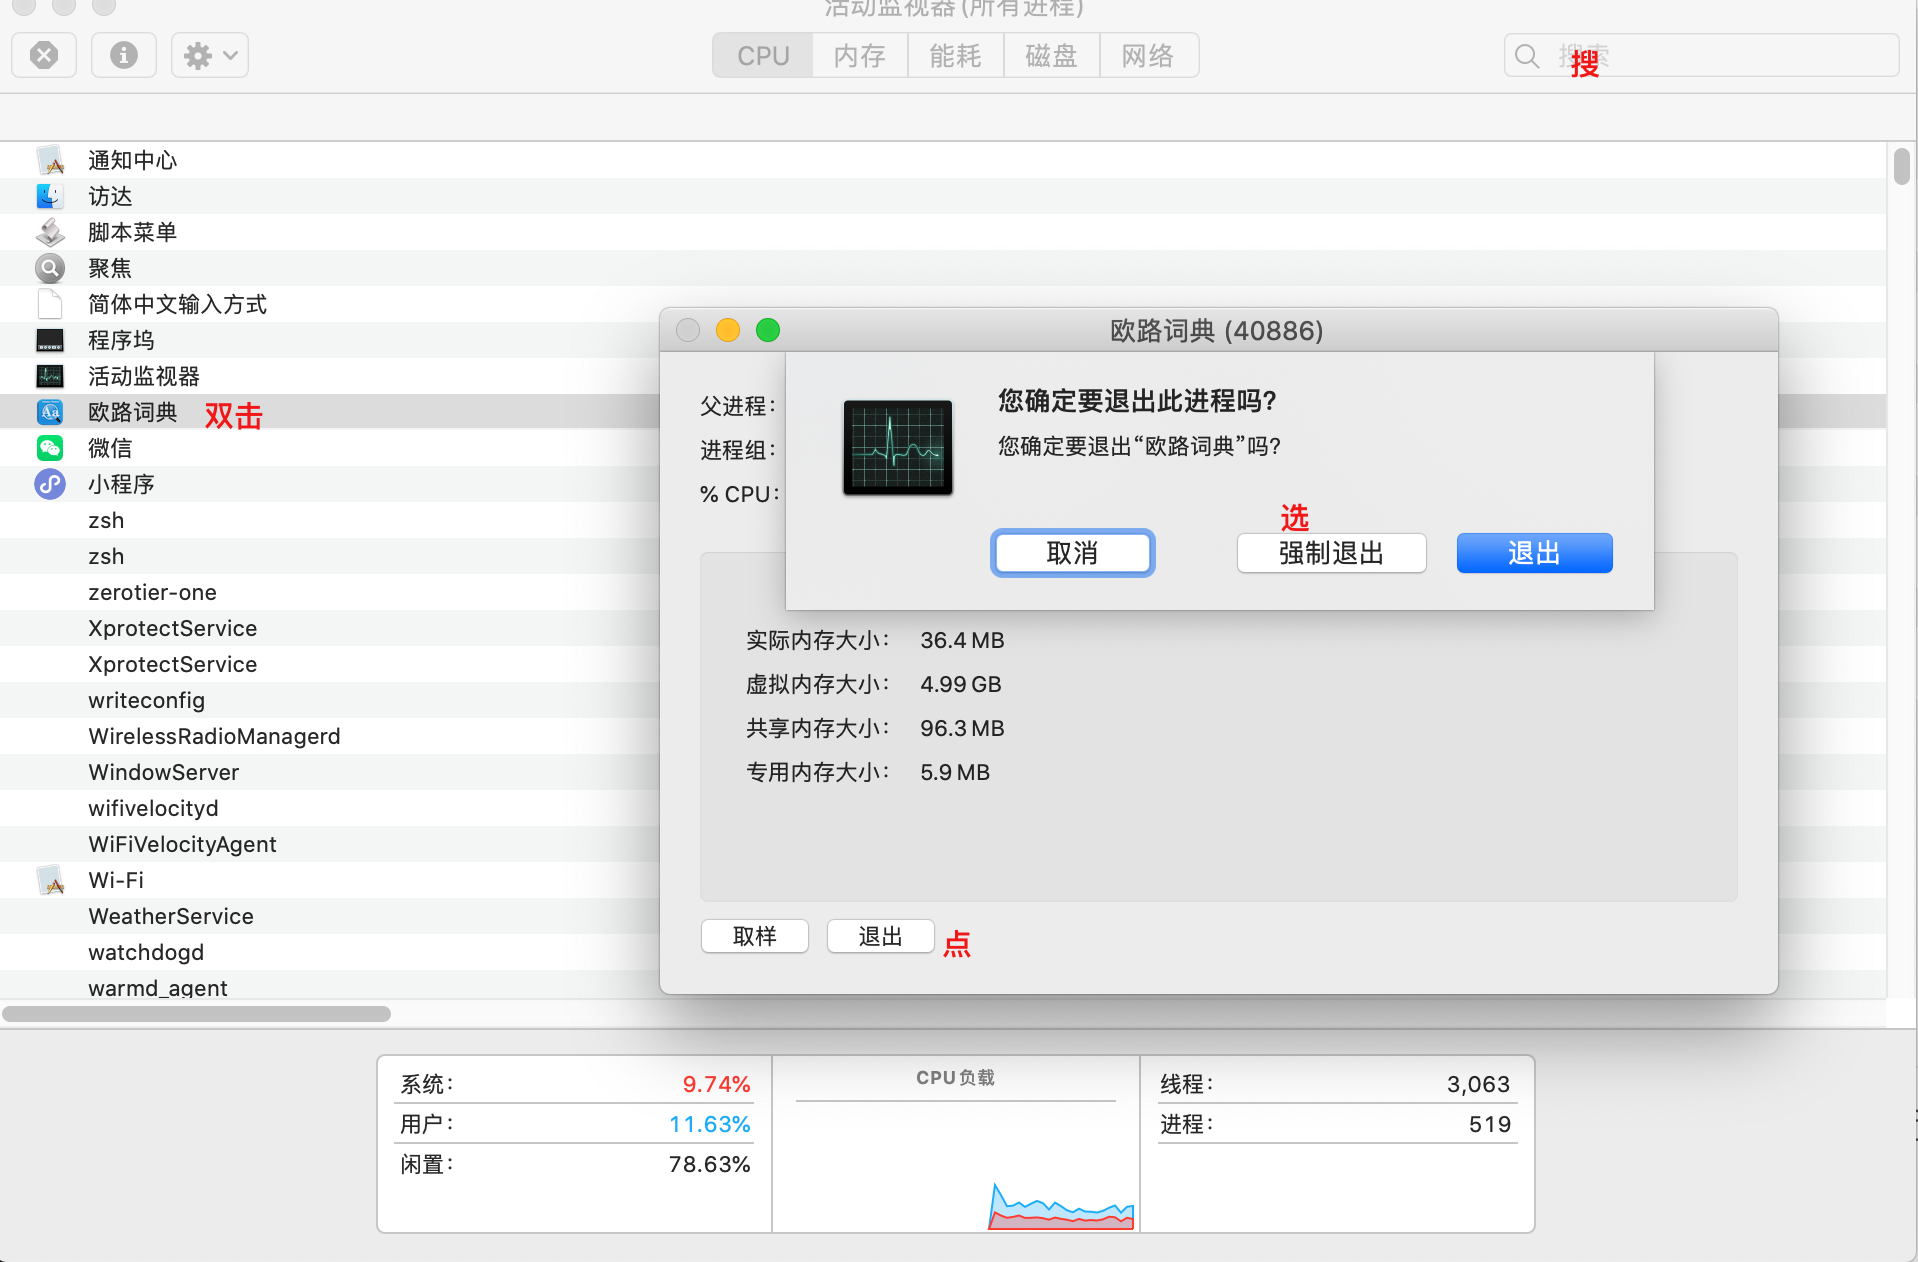 活动监视器 (所有进程)
CPU 内存 能耗 磁盘 网络
搜索
搜
通知中心
访达
脚本菜单
聚焦
简体中文输入方式
程序坞
活动监视器
欧路词典 双击
微信
小程序
zsh
zsh
zerotier-one
XprotectService
XprotectService
writeconfig
WirelessRadioManagerd
WindowServer
wifivelocityd
WiFiVelocityAgent
Wi-Fi
WeatherService
watchdogd
warmd_agent
欧路词典 (40886)
父进程：
进程组：
% CPU：
您确定要退出此进程吗?
您确定要退出“欧路词典”吗?
选
取消 强制退出 退出
实际内存大小： 36.4 MB
虚拟内存大小： 4.99 GB
共享内存大小： 96.3 MB
专用内存大小： 5.9 MB
取样 退出 点
系统： 9.74%
用户： 11.63%
闲置： 78.63%
CPU 负载
线程： 3,063
进程： 519